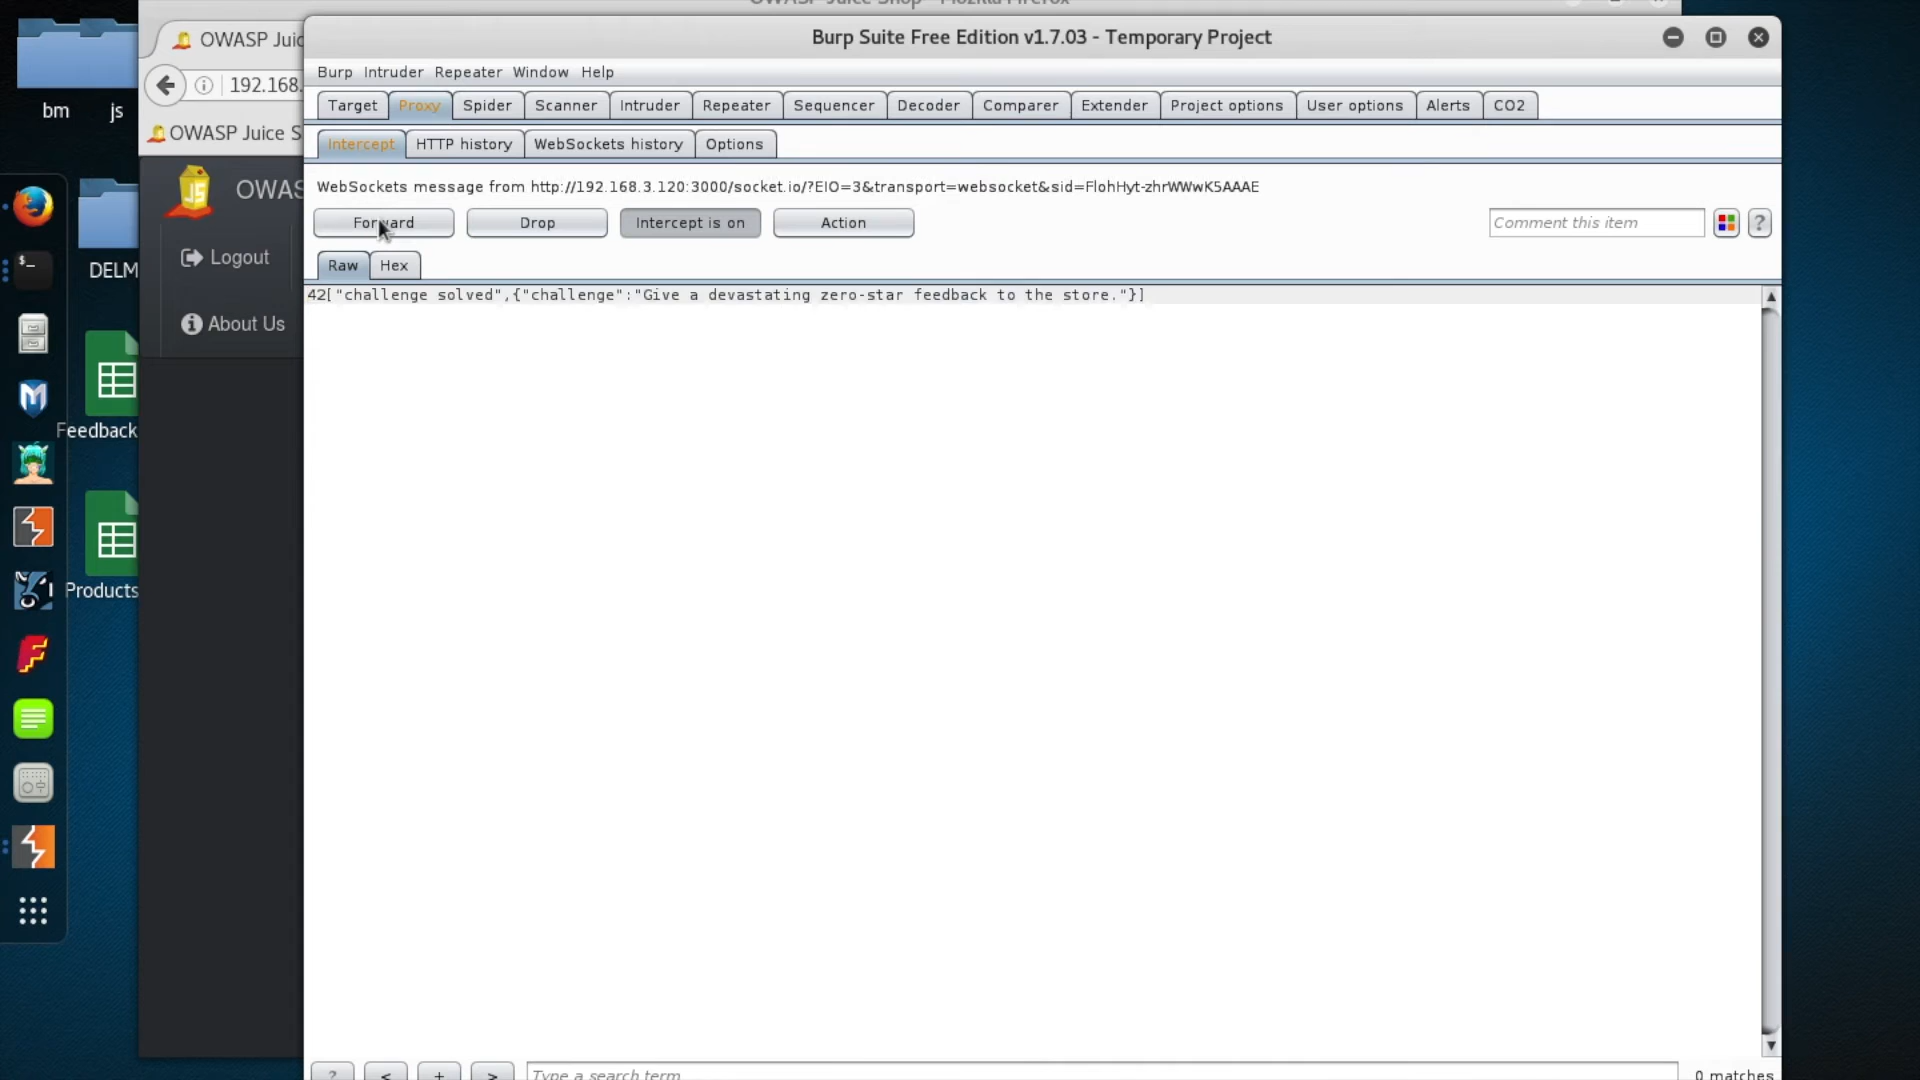 OWASP Juice Shop - Mozilla Firefox
bm
js
DELM
Feedback
Products
OWASP Juic
192.168.
OWASP Juice S
OWAS
Logout
About Us
Burp Suite Free Edition v1.7.03 - Temporary Project
Burp Intruder Repeater Window Help
Target Proxy Spider Scanner Intruder Repeater Sequencer Decoder Comparer Extender Project options User options Alerts CO2
Intercept HTTP history WebSockets history Options
WebSockets message from http://192.168.3.120:3000/socket.io/?EIO=3&transport=websocket&sid=FlohHyt-zhrWWwK5AAAE
Forward Drop Intercept is on Action Comment this item ?
Raw Hex
42["challenge solved",{"challenge":"Give a devastating zero-star feedback to the store."}]
? < + > Type a search term 0 matches